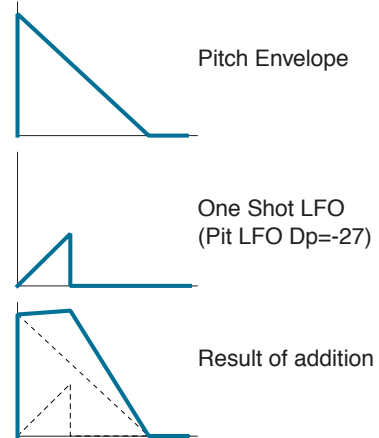 Pitch Envelope
One Shot LFO
(Pit LFO Dp=-27)
Result of addition